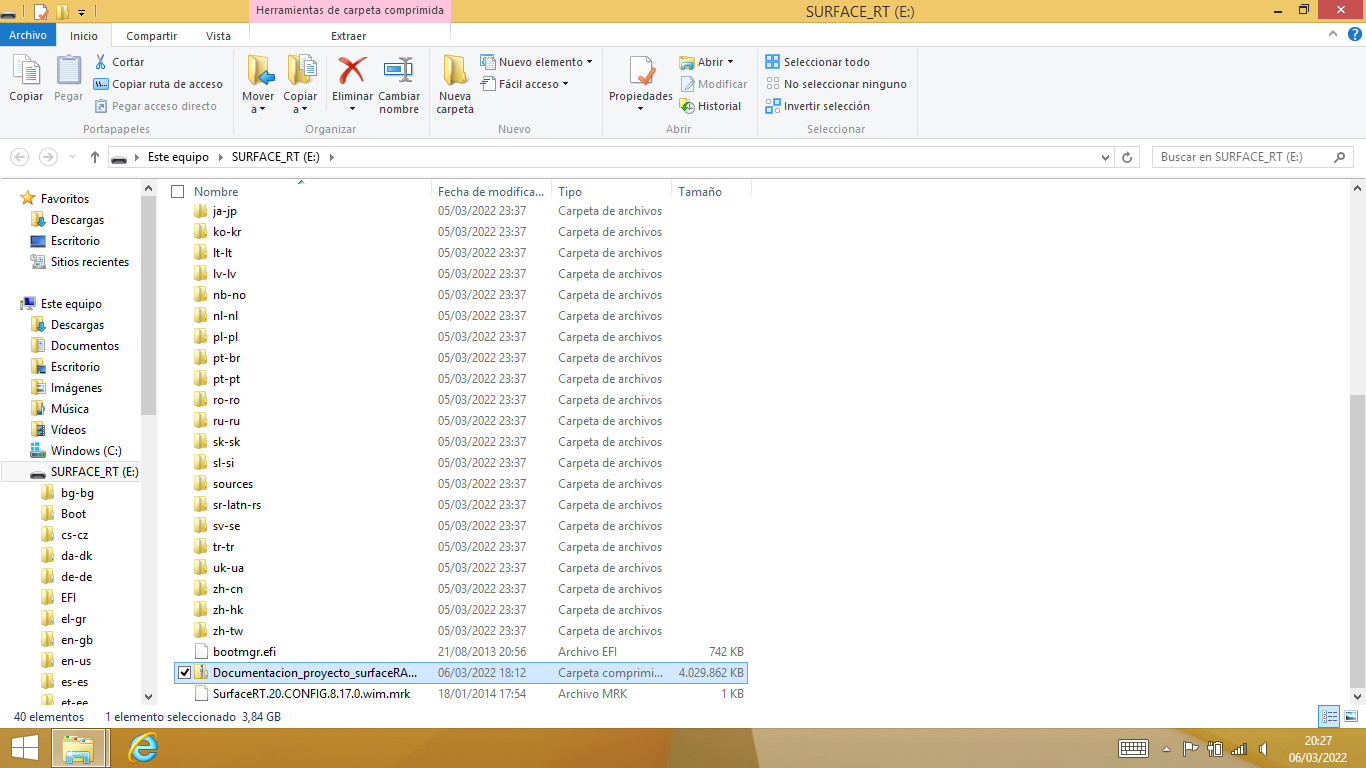 Herramientas de carpeta comprimida
SURFACE_RT (E:)
Archivo
Inicio
Compartir
Vista
Extraer
Copiar
Pegar
Cortar
Copiar ruta de acceso
Pegar acceso directo
Portapapeles
Mover a
Copiar a
Eliminar
Cambiar nombre
Organizar
Nueva carpeta
Nuevo elemento
Fácil acceso
Nuevo
Propiedades
Abrir
Modificar
Historial
Abrir
Seleccionar todo
No seleccionar ninguno
Invertir selección
Seleccionar
Este equipo
SURFACE_RT (E:)
Buscar en SURFACE_RT (E:)
Favoritos
Descargas
Escritorio
Sitios recientes
Este equipo
Descargas
Documentos
Escritorio
Imágenes
Música
Vídeos
Windows (C:)
SURFACE_RT (E:)
bg-bg
Boot
cs-cz
da-dk
de-de
EFI
el-gr
en-gb
en-us
es-es
et-ee
Nombre Fecha de modifica... Tipo Tamaño
ja-jp 05/03/2022 23:37 Carpeta de archivos
ko-kr 05/03/2022 23:37 Carpeta de archivos
lt-lt 05/03/2022 23:37 Carpeta de archivos
lv-lv 05/03/2022 23:37 Carpeta de archivos
nb-no 05/03/2022 23:37 Carpeta de archivos
nl-nl 05/03/2022 23:37 Carpeta de archivos
pl-pl 05/03/2022 23:37 Carpeta de archivos
pt-br 05/03/2022 23:37 Carpeta de archivos
pt-pt 05/03/2022 23:37 Carpeta de archivos
ro-ro 05/03/2022 23:37 Carpeta de archivos
ru-ru 05/03/2022 23:37 Carpeta de archivos
sk-sk 05/03/2022 23:37 Carpeta de archivos
sl-si 05/03/2022 23:37 Carpeta de archivos
sources 05/03/2022 23:37 Carpeta de archivos
sr-latn-rs 05/03/2022 23:37 Carpeta de archivos
sv-se 05/03/2022 23:37 Carpeta de archivos
tr-tr 05/03/2022 23:37 Carpeta de archivos
uk-ua 05/03/2022 23:37 Carpeta de archivos
zh-cn 05/03/2022 23:37 Carpeta de archivos
zh-hk 05/03/2022 23:37 Carpeta de archivos
zh-tw 05/03/2022 23:37 Carpeta de archivos
bootmgr.efi 21/08/2013 20:56 Archivo EFI 742 KB
Documentacion_proyecto_surfaceRA... 06/03/2022 18:12 Carpeta comprimi... 4.029.862 KB
SurfaceRT.20.CONFIG.8.17.0.wim.mrk 18/01/2014 17:54 Archivo MRK 1 KB
40 elementos 1 elemento seleccionado 3,84 GB
20:27
06/03/2022